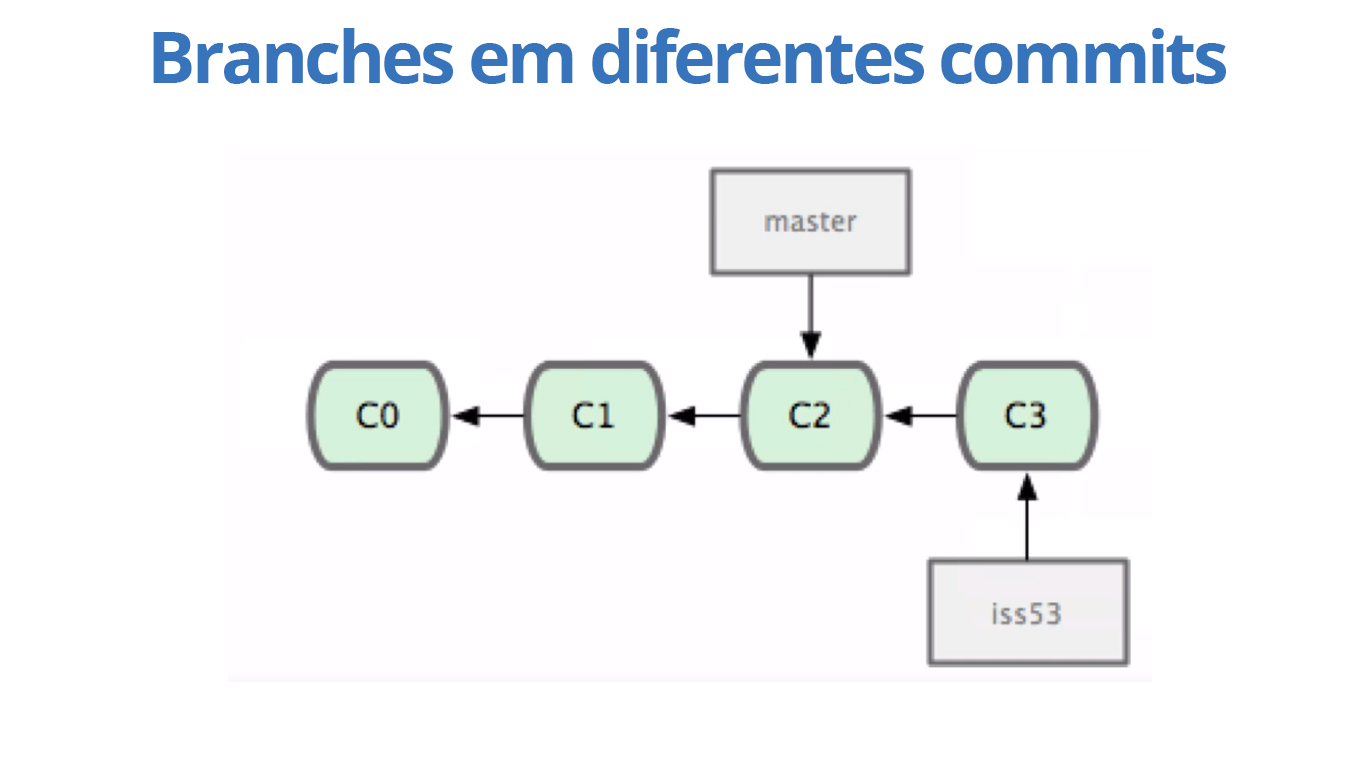 Branches em diferentes commits
master
C0
C1
C2
C3
iss53